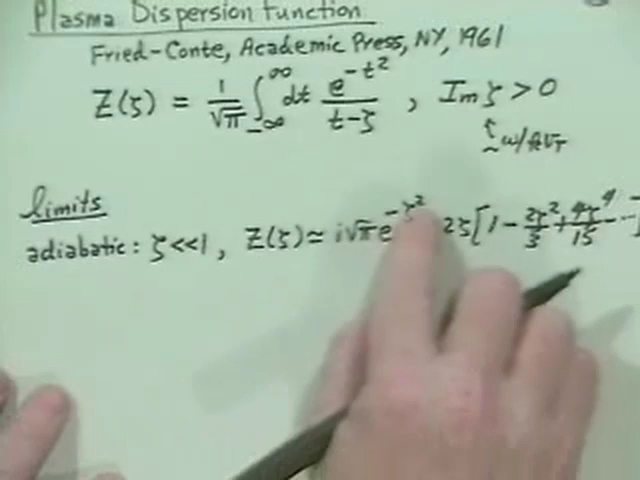 Plasma Dispersion Function
Fried-Conte, Academic Press, NY, 1961
Z(ζ) = 1/√π ∫_{-∞}^{∞} dt e^{-t²}/(t-ζ) , Im ζ > 0
~ω/kv_T
limits
adiabatic: ζ<<1, Z(ζ)≃ i√π e^{-ζ²} 2ζ[1 - 2ζ²/3 + 4ζ⁴/15 - ...]